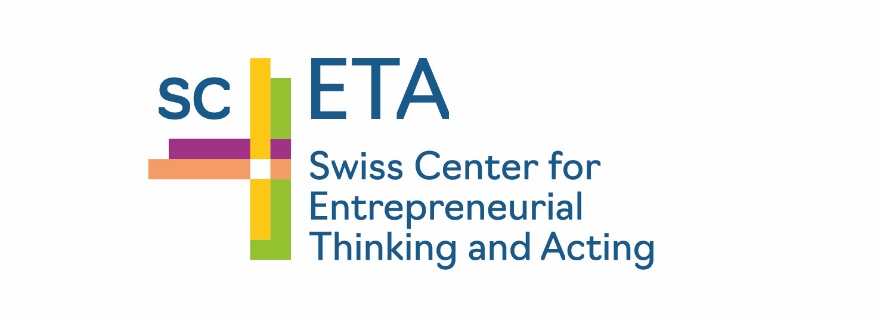 sc ETA
Swiss Center for
Entrepreneurial
Thinking and Acting